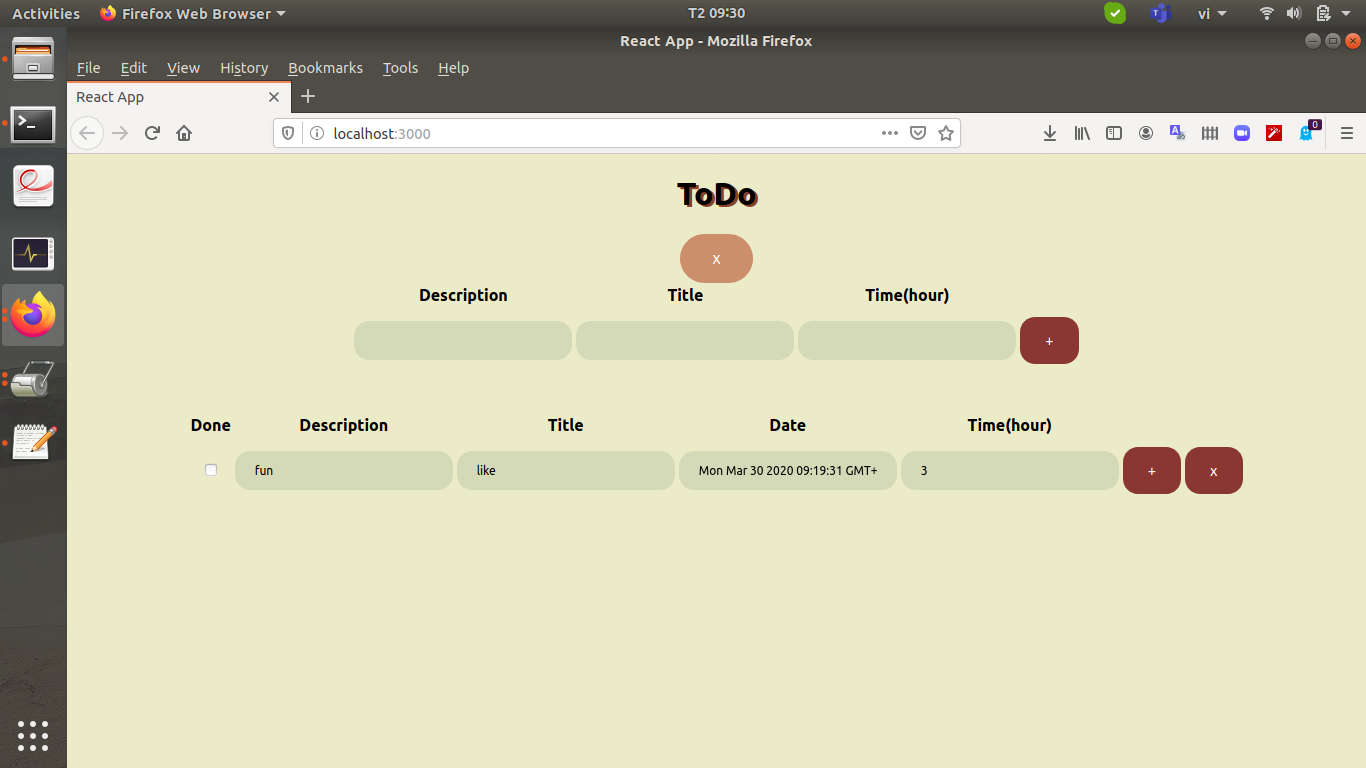 Activities Firefox Web Browser T2 09:30 vi
React App - Mozilla Firefox
File Edit View History Bookmarks Tools Help
React App
localhost:3000
0
ToDo
x
Description Title Time(hour)
+
Done Description Title Date Time(hour)
fun like Mon Mar 30 2020 09:19:31 GMT+ 3 + x